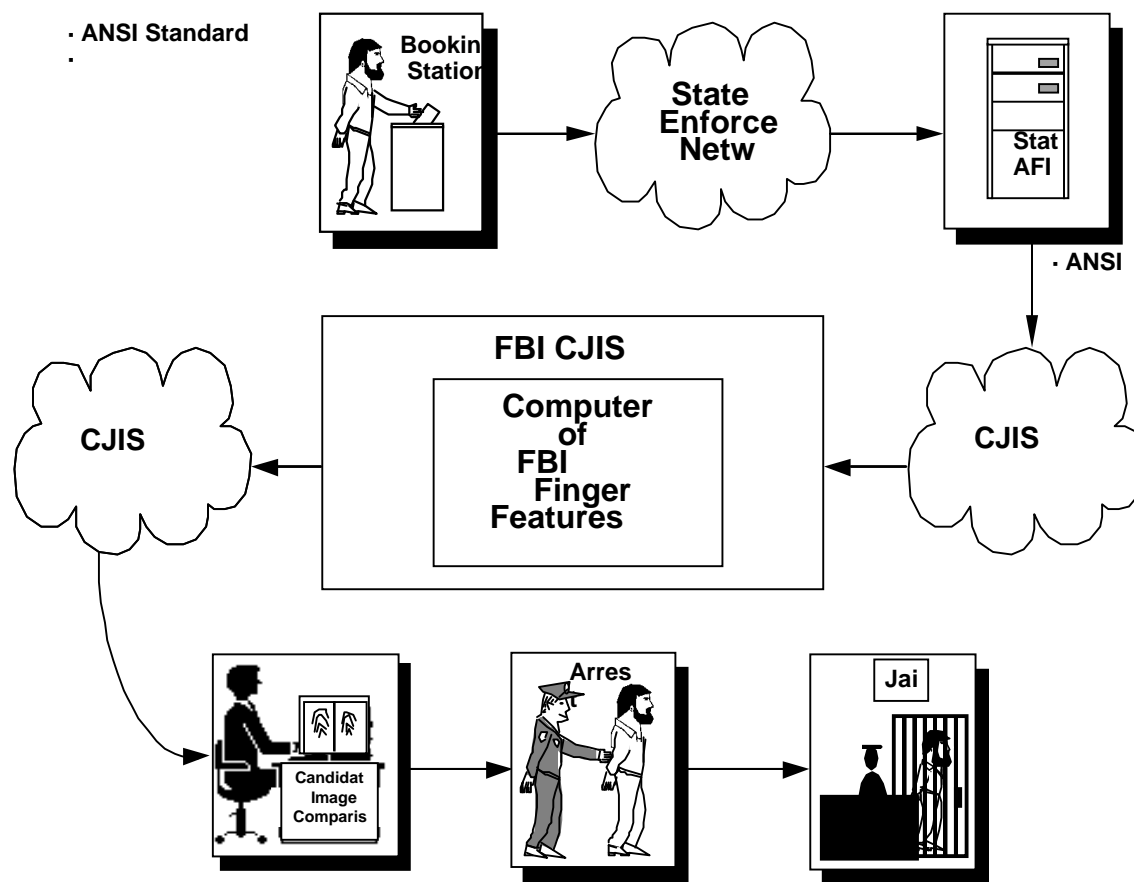 · ANSI Standard
·
Bookin
Station
State
Enforce
Netw
Stat
AFI
· ANSI
FBI CJIS
Computer
of
FBI
Finger
Features
CJIS
CJIS
Candidat
Image
Comparis
Arres
Jai